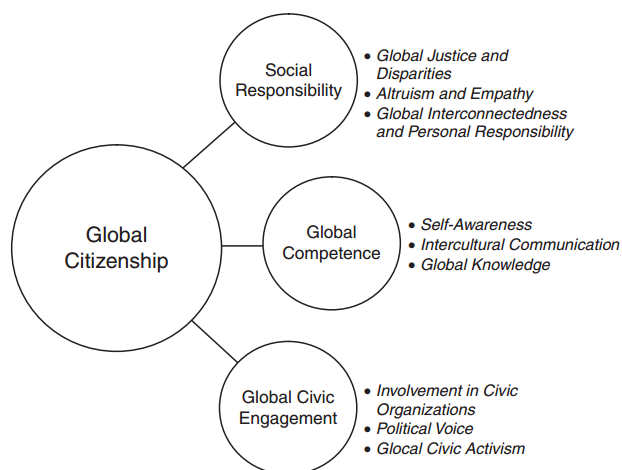 Social
Responsibility
• Global Justice and
Disparities
• Altruism and Empathy
• Global Interconnectedness
and Personal Responsibility
Global
Citizenship
Global
Competence
• Self-Awareness
• Intercultural Communication
• Global Knowledge
Global Civic
Engagement
• Involvement in Civic
Organizations
• Political Voice
• Glocal Civic Activism